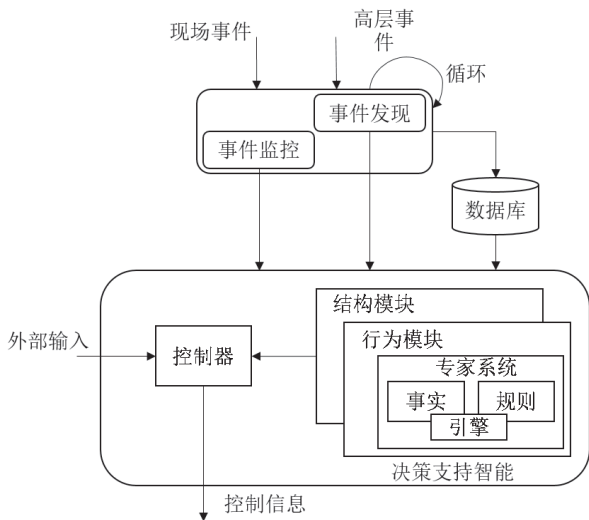 现场事件
高层事
件
循环
事件发现
事件监控
数据库
结构模块
行为模块
外部输入
控制器
专家系统
事实
规则
引擎
决策支持智能
控制信息